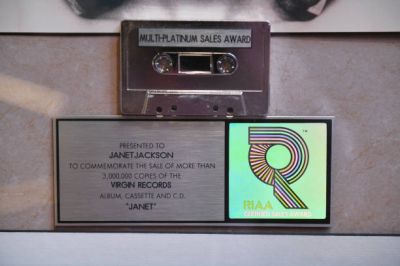 MULTI-PLATINUM SALES AWARD
PRESENTED TO
JANET JACKSON
TO COMMEMORATE THE SALE OF MORE THAN
3,000,000 COPIES OF THE
VIRGIN RECORDS
ALBUM, CASSETTE AND C.D.
"JANET"
TM
RIAA
CERTIFIED SALES AWARD